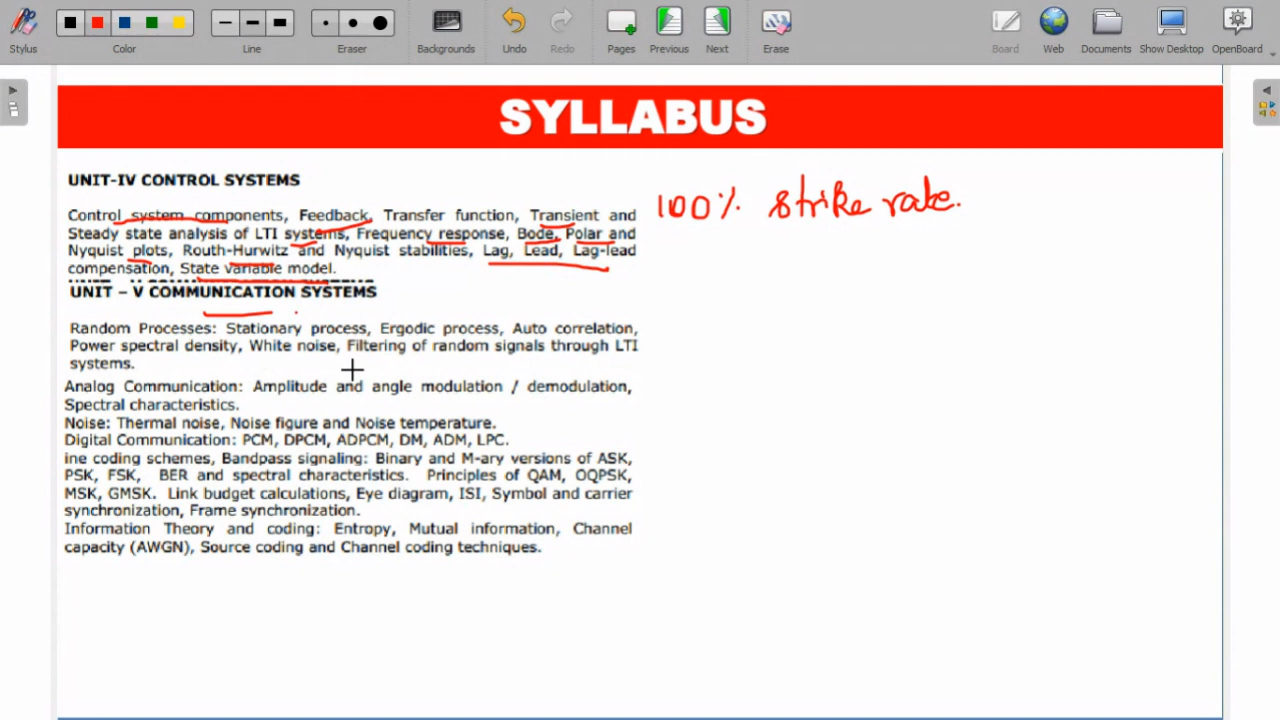 Stylus Color Line Eraser Backgrounds Undo Redo Pages Previous Next Erase Board Web Documents Show Desktop OpenBoard
SYLLABUS
UNIT-IV CONTROL SYSTEMS
Control system components, Feedback, Transfer function, Transient and
Steady state analysis of LTI systems, Frequency response, Bode, Polar and
Nyquist plots, Routh-Hurwitz and Nyquist stabilities, Lag, Lead, Lag-lead
compensation, State variable model.
100% strike rate.
UNIT – V COMMUNICATION SYSTEMS
Random Processes: Stationary process, Ergodic process, Auto correlation,
Power spectral density, White noise, Filtering of random signals through LTI
systems.
Analog Communication: Amplitude and angle modulation / demodulation,
Spectral characteristics.
Noise: Thermal noise, Noise figure and Noise temperature.
Digital Communication: PCM, DPCM, ADPCM, DM, ADM, LPC.
ine coding schemes, Bandpass signaling: Binary and M-ary versions of ASK,
PSK, FSK, BER and spectral characteristics. Principles of QAM, OQPSK,
MSK, GMSK. Link budget calculations, Eye diagram, ISI, Symbol and carrier
synchronization, Frame synchronization.
Information Theory and coding: Entropy, Mutual information, Channel
capacity (AWGN), Source coding and Channel coding techniques.